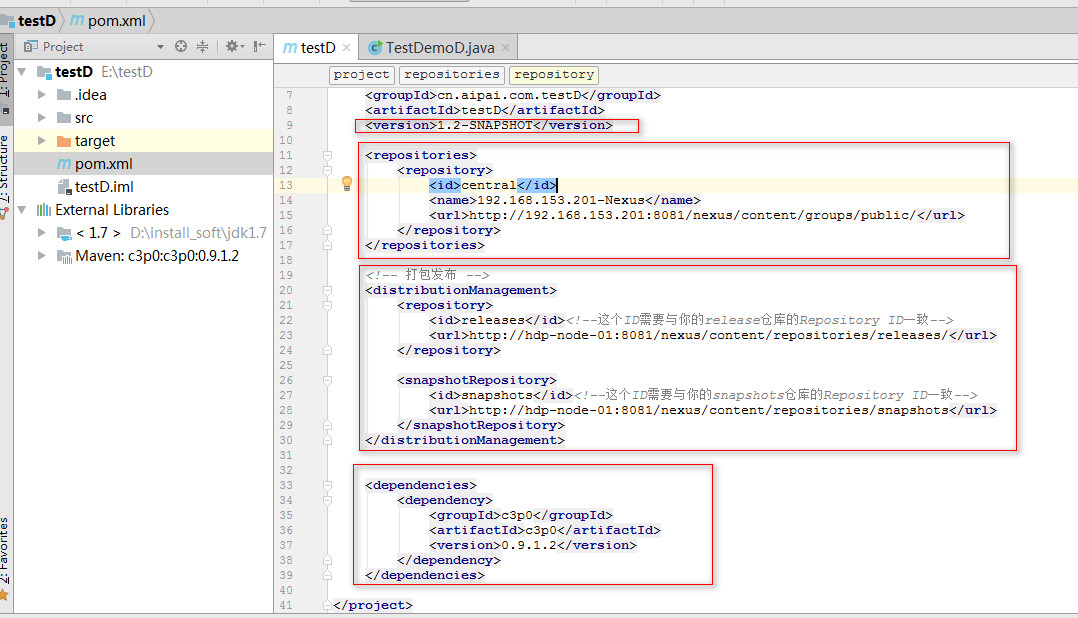 testD
pom.xml
1: Project
7: Structure
2: Favorites
Project
testD E:\testD
.idea
src
target
pom.xml
testD.iml
External Libraries
< 1.7 > D:\install_soft\jdk1.7
Maven: c3p0:c3p0:0.9.1.2
testD
TestDemoD.java
project
repositories
repository
7 <groupId>cn.aipai.com.testD</groupId>
8 <artifactId>testD</artifactId>
9 <version>1.2-SNAPSHOT</version>
10
11 <repositories>
12 <repository>
13 <id>central</id>
14 <name>192.168.153.201-Nexus</name>
15 <url>http://192.168.153.201:8081/nexus/content/groups/public/</url>
16 </repository>
17 </repositories>
18
19 <!-- 打包发布 -->
20 <distributionManagement>
21 <repository>
22 <id>releases</id><!--这个ID需要与你的release仓库的Repository ID一致-->
23 <url>http://hdp-node-01:8081/nexus/content/repositories/releases/</url>
24 </repository>
25
26 <snapshotRepository>
27 <id>snapshots</id><!--这个ID需要与你的snapshots仓库的Repository ID一致-->
28 <url>http://hdp-node-01:8081/nexus/content/repositories/snapshots</url>
29 </snapshotRepository>
30 </distributionManagement>
31
32
33 <dependencies>
34 <dependency>
35 <groupId>c3p0</groupId>
36 <artifactId>c3p0</artifactId>
37 <version>0.9.1.2</version>
38 </dependency>
39 </dependencies>
40
41 </project>